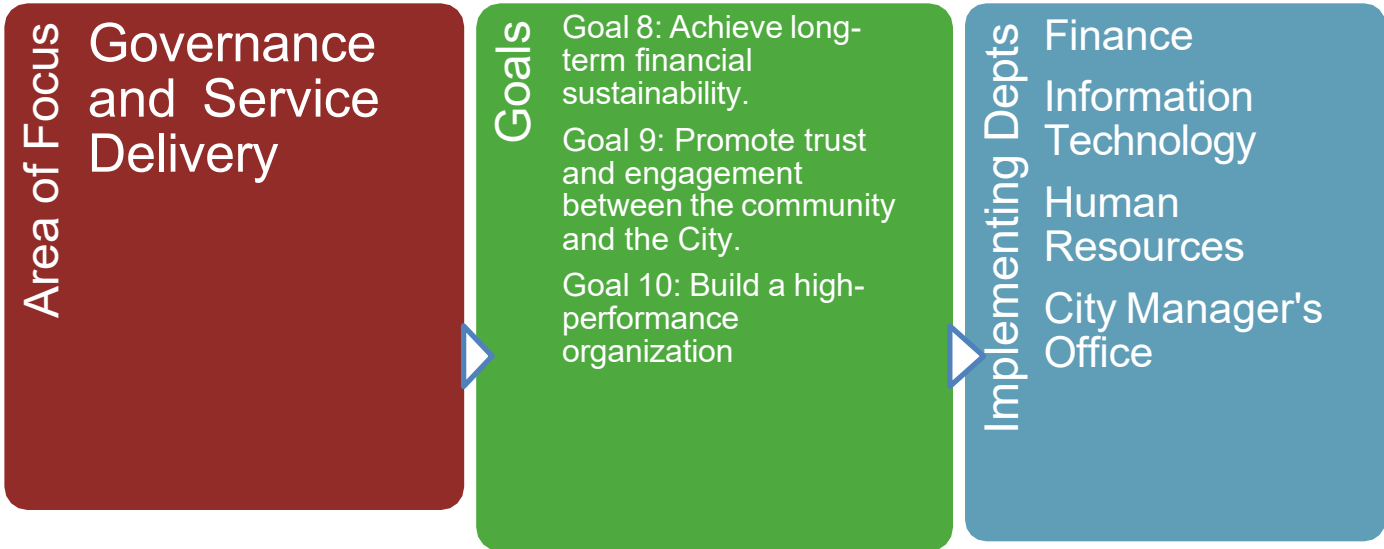 Area of Focus
Governance
and Service
Delivery
Goals
Goal 8: Achieve long-
term financial
sustainability.
Goal 9: Promote trust
and engagement
between the community
and the City.
Goal 10: Build a high-
performance
organization
Implementing Depts
Finance
Information
Technology
Human
Resources
City Manager's
Office